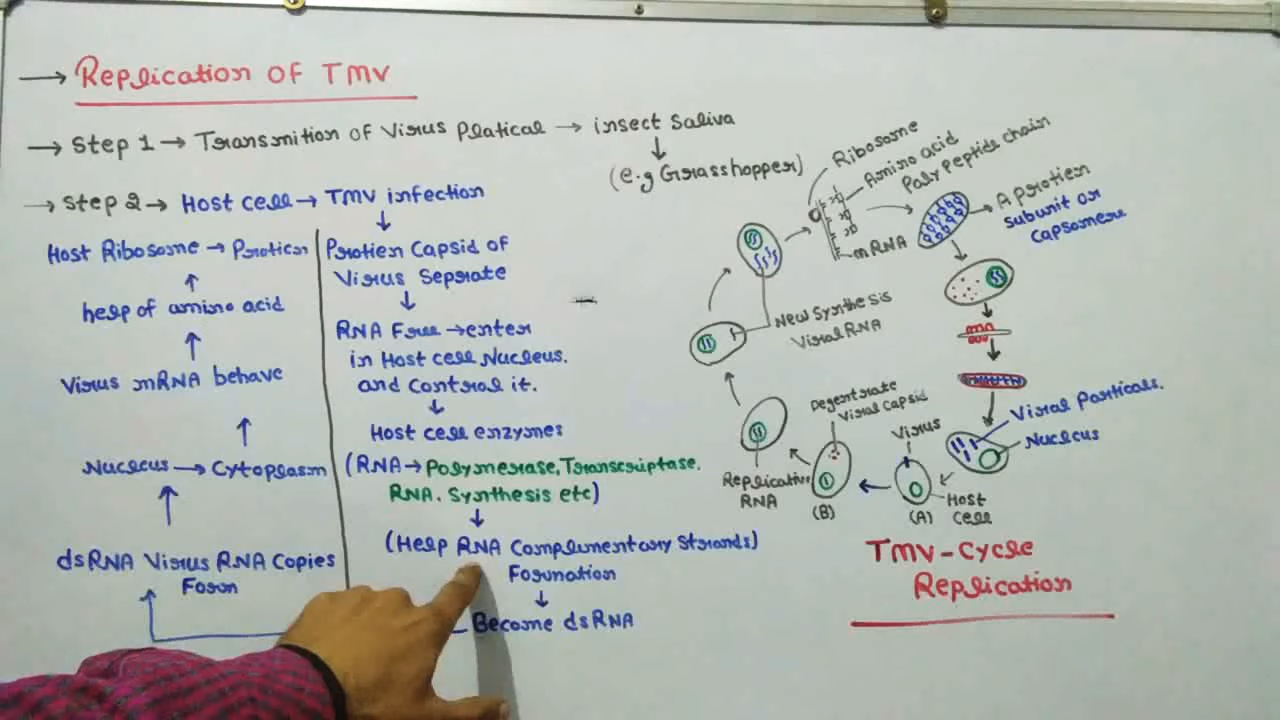 → Replication OF TMV
→ Step 1 → Transmition OF Virus Platical → insect Saliva
↓
(e.g Grasshopper)
→ Step 2 → Host cell → TMV infection
↓
Protien Capsid of
Virus Seprate
↓
RNA Free → enter
in Host cell Nucleus.
and Control it.
↓
Host cell enzymes
(RNA → Polymerase, Transcriptase.
RNA. Synthesis etc)
↓
(Help RNA Complementary Strands)
Formation
↓
Become dsRNA
dsRNA Virus RNA Copies
Form
↑
Nucleus → Cytoplasm
↑
Virus mRNA behave
↑
help of amino acid
↑
Host Ribosome → Protien
Ribosome
Amino acid
Poly Peptide chain
mRNA
A protien
subunit or
Capsomere
New Synthesis
Viral RNA
Degentrate
Viral Capsid
Replicative
RNA
(B)
Virus
(A)
Host
Cell
Viral Particals.
Nucleus
TMV-Cycle
Replication